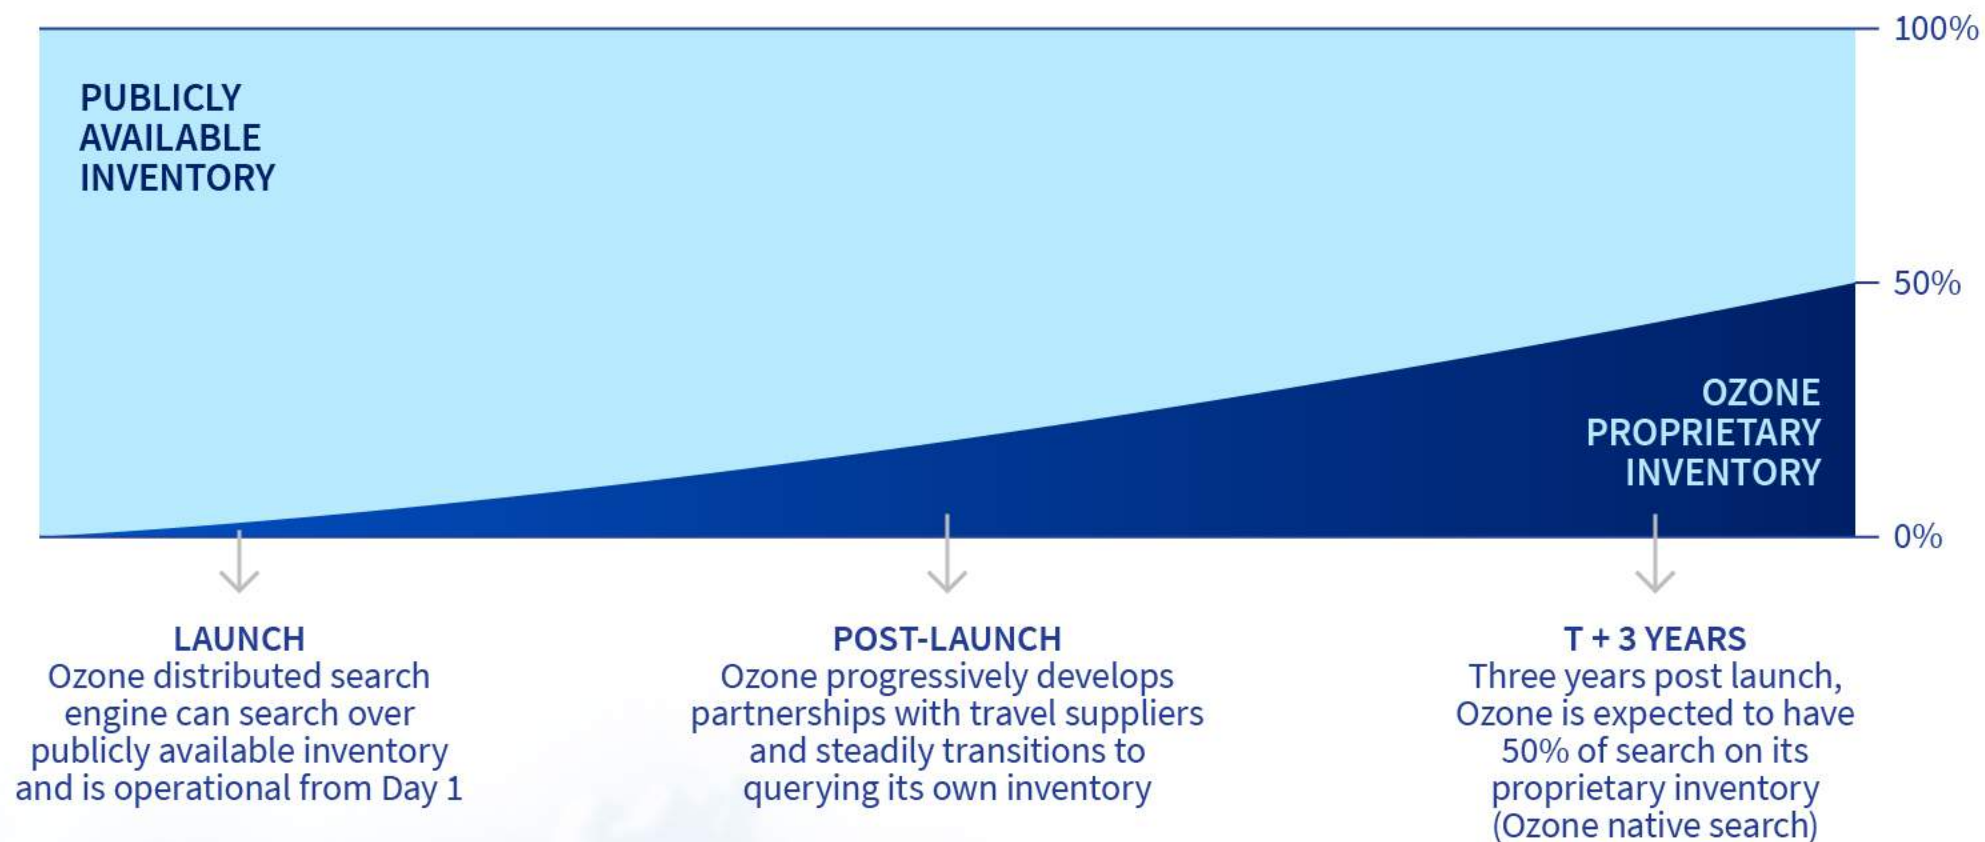 100%
PUBLICLY
AVAILABLE
INVENTORY
50%
OZONE
PROPRIETARY
INVENTORY
0%
LAUNCH
Ozone distributed search
engine can search over
publicly available inventory
and is operational from Day 1
POST-LAUNCH
Ozone progressively develops
partnerships with travel suppliers
and steadily transitions to
querying its own inventory
T + 3 YEARS
Three years post launch,
Ozone is expected to have
50% of search on its
proprietary inventory
(Ozone native search)